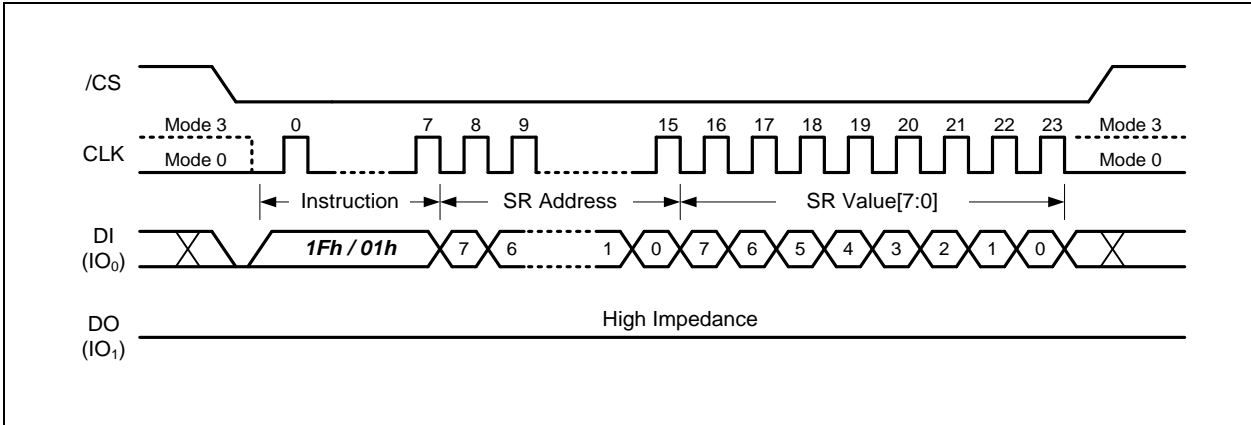 /CS
Mode 3 0 7 8 9 15 16 17 18 19 20 21 22 23 Mode 3
CLK Mode 0 Mode 0
Instruction SR Address SR Value[7:0]
DI 1Fh / 01h 7 6 1 0 7 6 5 4 3 2 1 0
(IO₀)
High Impedance
DO
(IO₁)